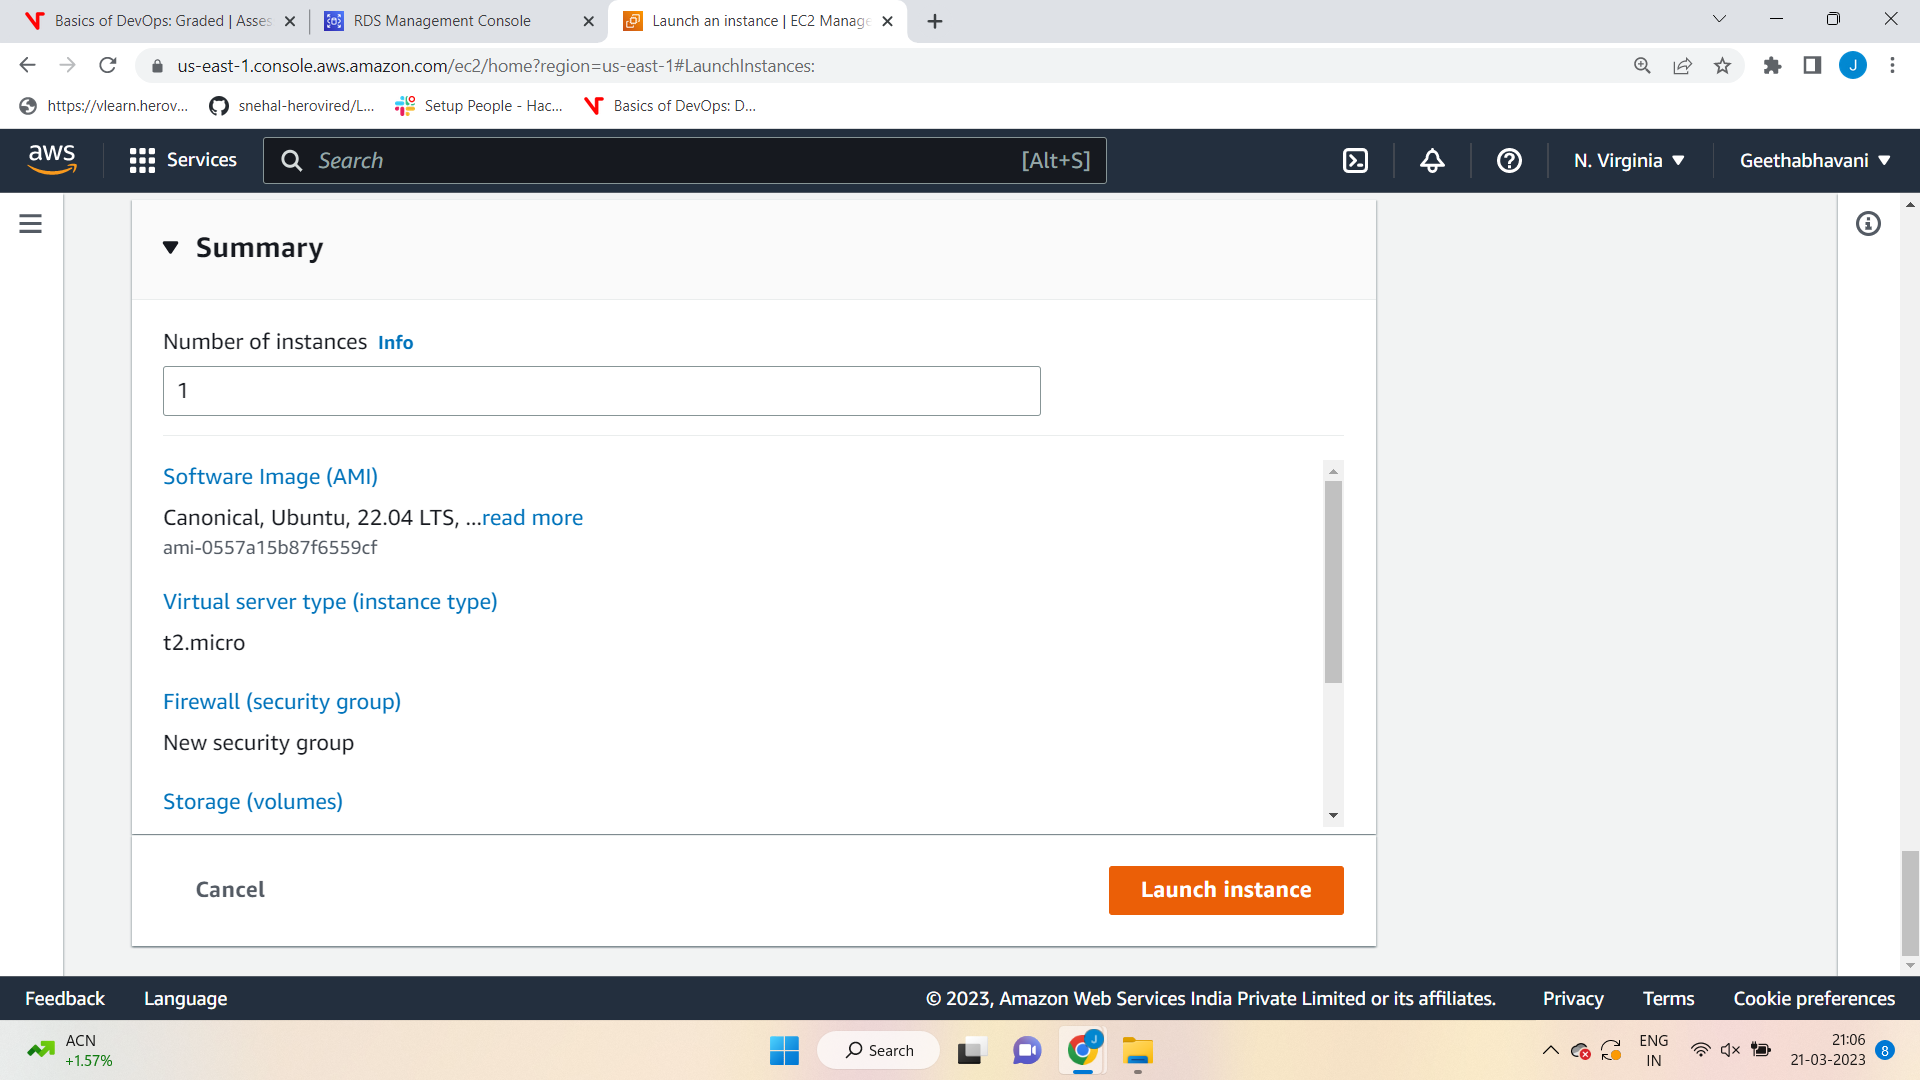 Basics of DevOps: Graded | Asses
RDS Management Console
Launch an instance | EC2 Manage
us-east-1.console.aws.amazon.com/ec2/home?region=us-east-1#LaunchInstances:
J
https://vlearn.herov...
snehal-herovired/L...
Setup People - Hac...
Basics of DevOps: D...
aws
Services
Search
[Alt+S]
N. Virginia
Geethabhavani
Summary
Number of instances Info
1
Software Image (AMI)
Canonical, Ubuntu, 22.04 LTS, ...read more
ami-0557a15b87f6559cf
Virtual server type (instance type)
t2.micro
Firewall (security group)
New security group
Storage (volumes)
Cancel
Launch instance
Feedback
Language
© 2023, Amazon Web Services India Private Limited or its affiliates.
Privacy
Terms
Cookie preferences
ACN
+1.57%
Search
J
ENG
IN
21:06
21-03-2023
8